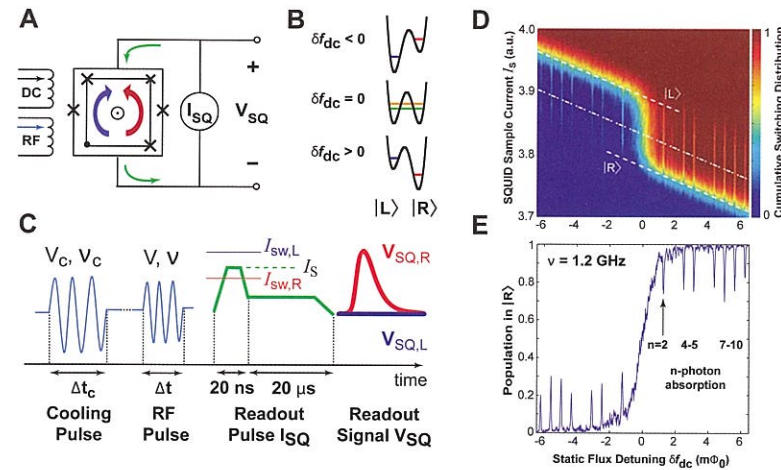 A
DC
RF
I_SQ
+
V_SQ
−
B
δf_dc < 0
δf_dc = 0
δf_dc > 0
|L⟩ |R⟩
C
V_C, ν_C
V, ν
I_sw,L
I_S
I_sw,R
V_SQ,R
V_SQ,L
Δt_c
Δt
20 ns
20 μs
time
Cooling
Pulse
RF
Pulse
Readout
Pulse I_SQ
Readout
Signal V_SQ
D
SQUID Sample Current I_S (a.u.)
4.0
3.9
3.8
3.7
|L⟩
|R⟩
-6 -4 -2 0 2 4 6
1
0
Cumulative Switching Distribution
E
Population in |R⟩
1
0.8
0.6
0.4
0.2
0
ν = 1.2 GHz
n=2 4-5 7-10
n-photon
absorption
-6 -4 -2 0 2 4 6
Static Flux Detuning δf_dc (mΦ₀)